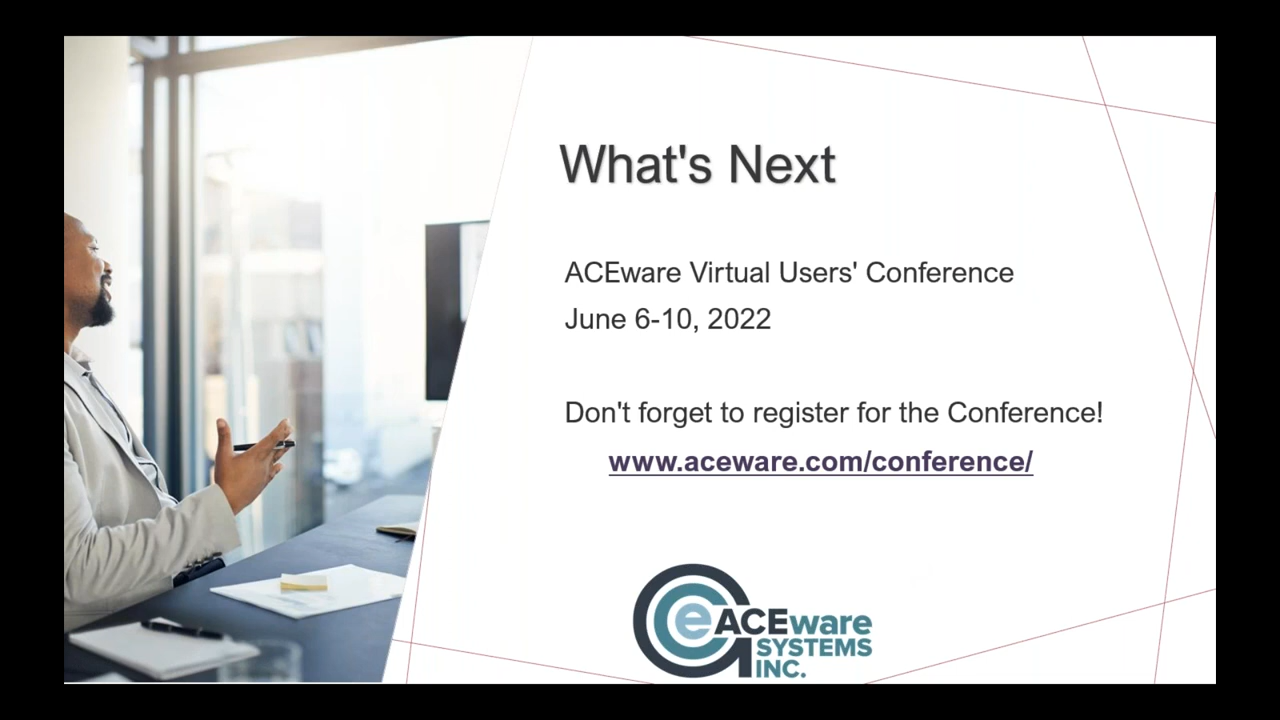 What's Next
ACEware Virtual Users' Conference
June 6-10, 2022
Don't forget to register for the Conference!
www.aceware.com/conference/
e ACEware
SYSTEMS
INC.